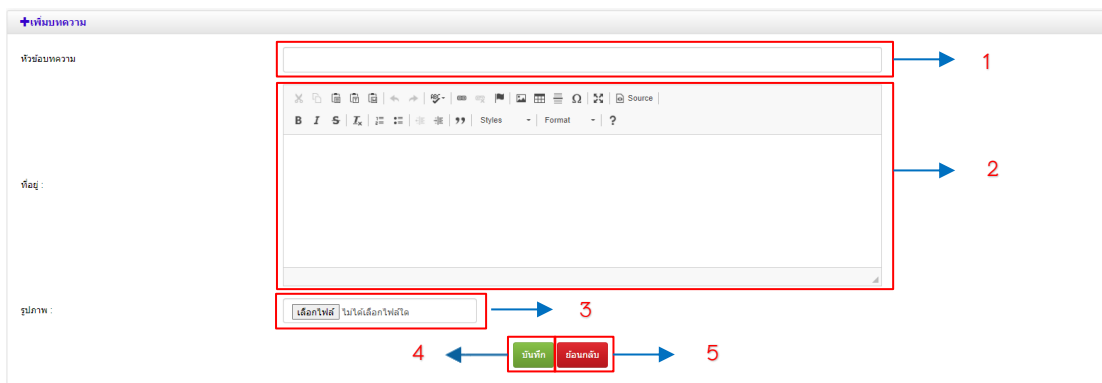 +เพิ่มบทความ
หัวข้อบทความ
1
ABC
Ω
Source
B I S Ix
Styles
Format
?
ที่อยู่ :
2
รูปภาพ :
เลือกไฟล์ ไม่ได้เลือกไฟล์ใด
3
4
บันทึก ย้อนกลับ
5